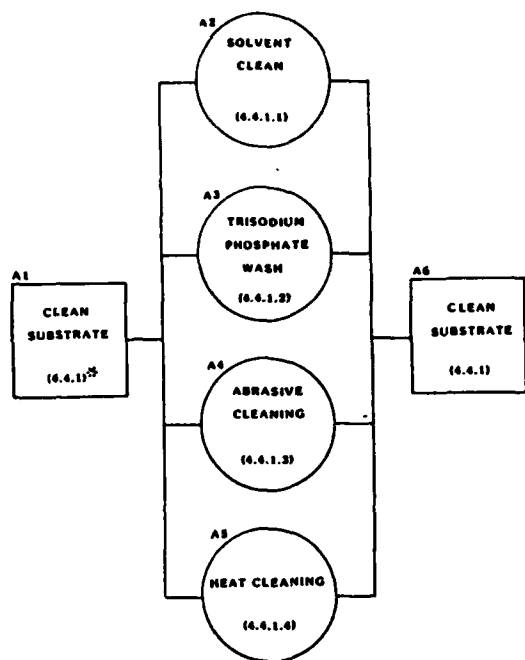 A2
SOLVENT
CLEAN
(4.4.1.1)
A3
TRISODIUM
PHOSPHATE
WASH
(4.4.1.2)
A1
CLEAN
SUBSTRATE
(4.4.1)*
A6
CLEAN
SUBSTRATE
(4.4.1)
A4
ABRASIVE
CLEANING
(4.4.1.3)
A5
HEAT CLEANING
(4.4.1.4)